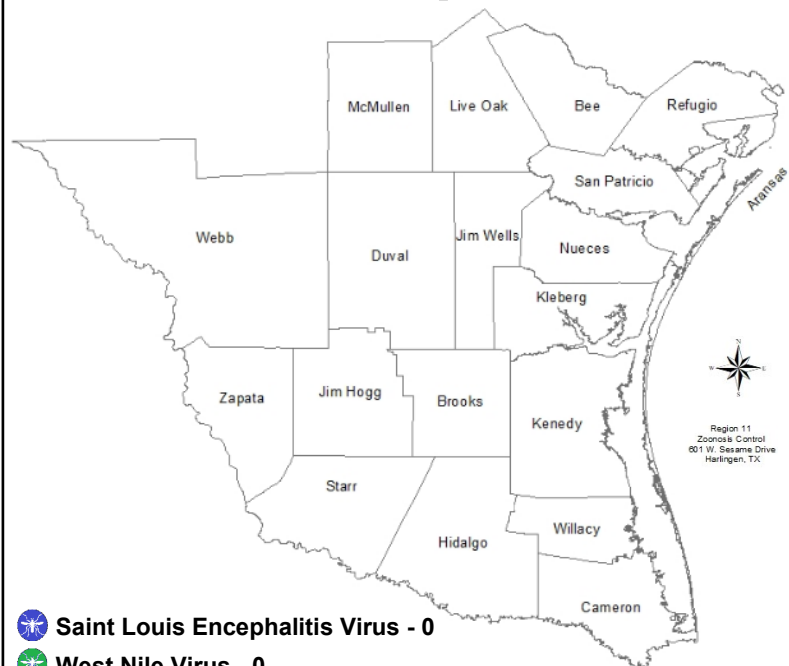 McMullen
Live Oak
Bee
Refugio
San Patricio
Aransas
Webb
Duval
Jim Wells
Nueces
Kleberg
Zapata
Jim Hogg
Brooks
Kenedy
N
W
E
S
Region 11
Zoonosis Control
601 W. Sesame Drive
Harlingen, TX
Starr
Hidalgo
Willacy
Cameron
Saint Louis Encephalitis Virus - 0
West Nile Virus - 0